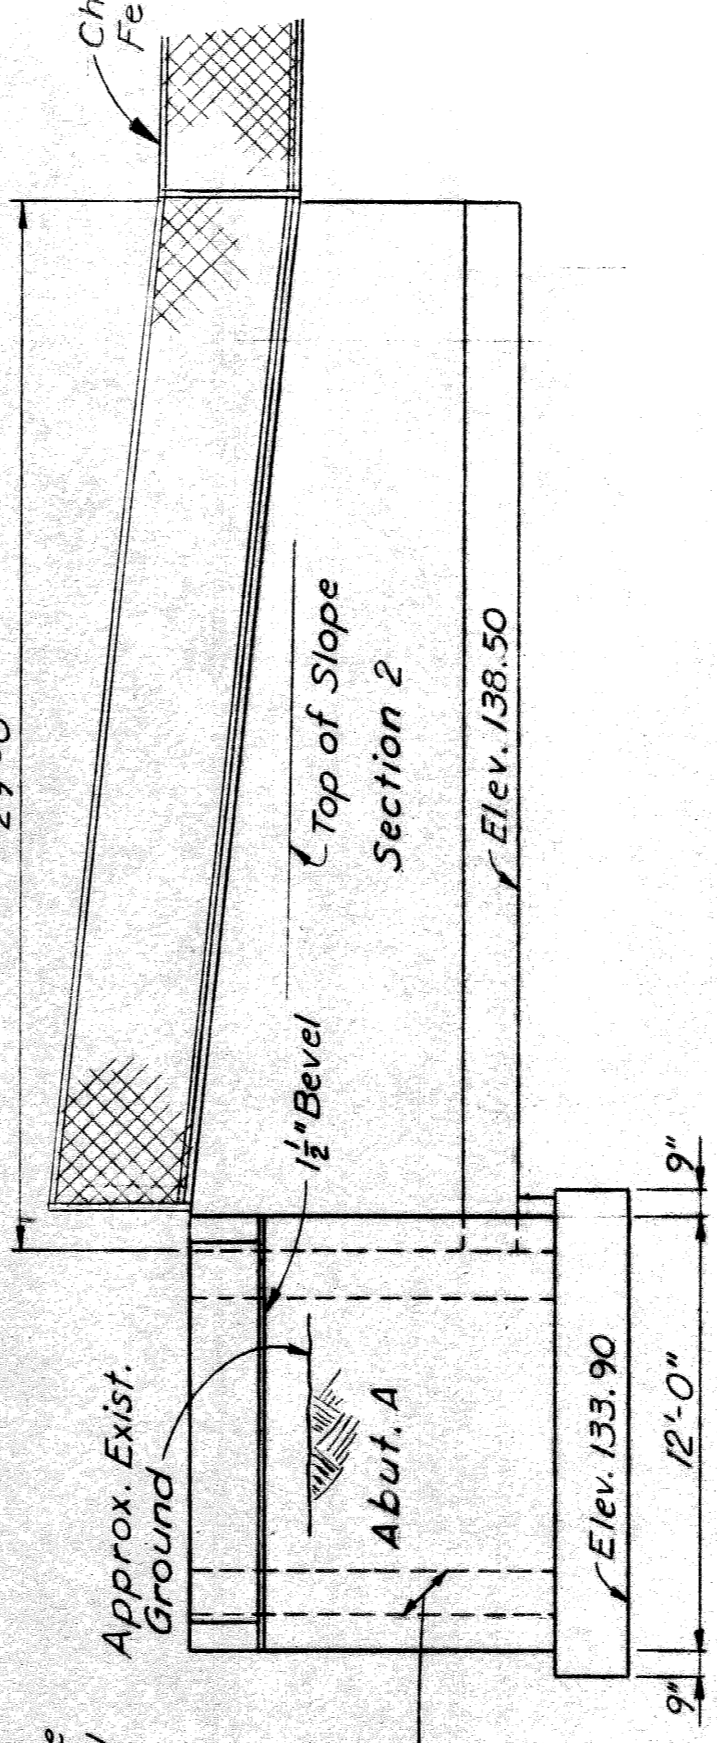 Approx. Exist.
Ground
1½" Bevel
Top of Slope
Section 2
Abut. A
Elev. 138.50
Elev. 133.90
9"
12'-0"
9"